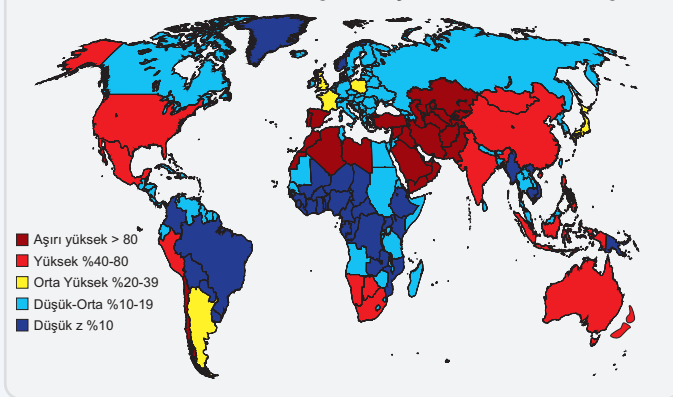 Aşırı yüksek > 80
Yüksek %40-80
Orta Yüksek %20-39
Düşük-Orta %10-19
Düşük z %10